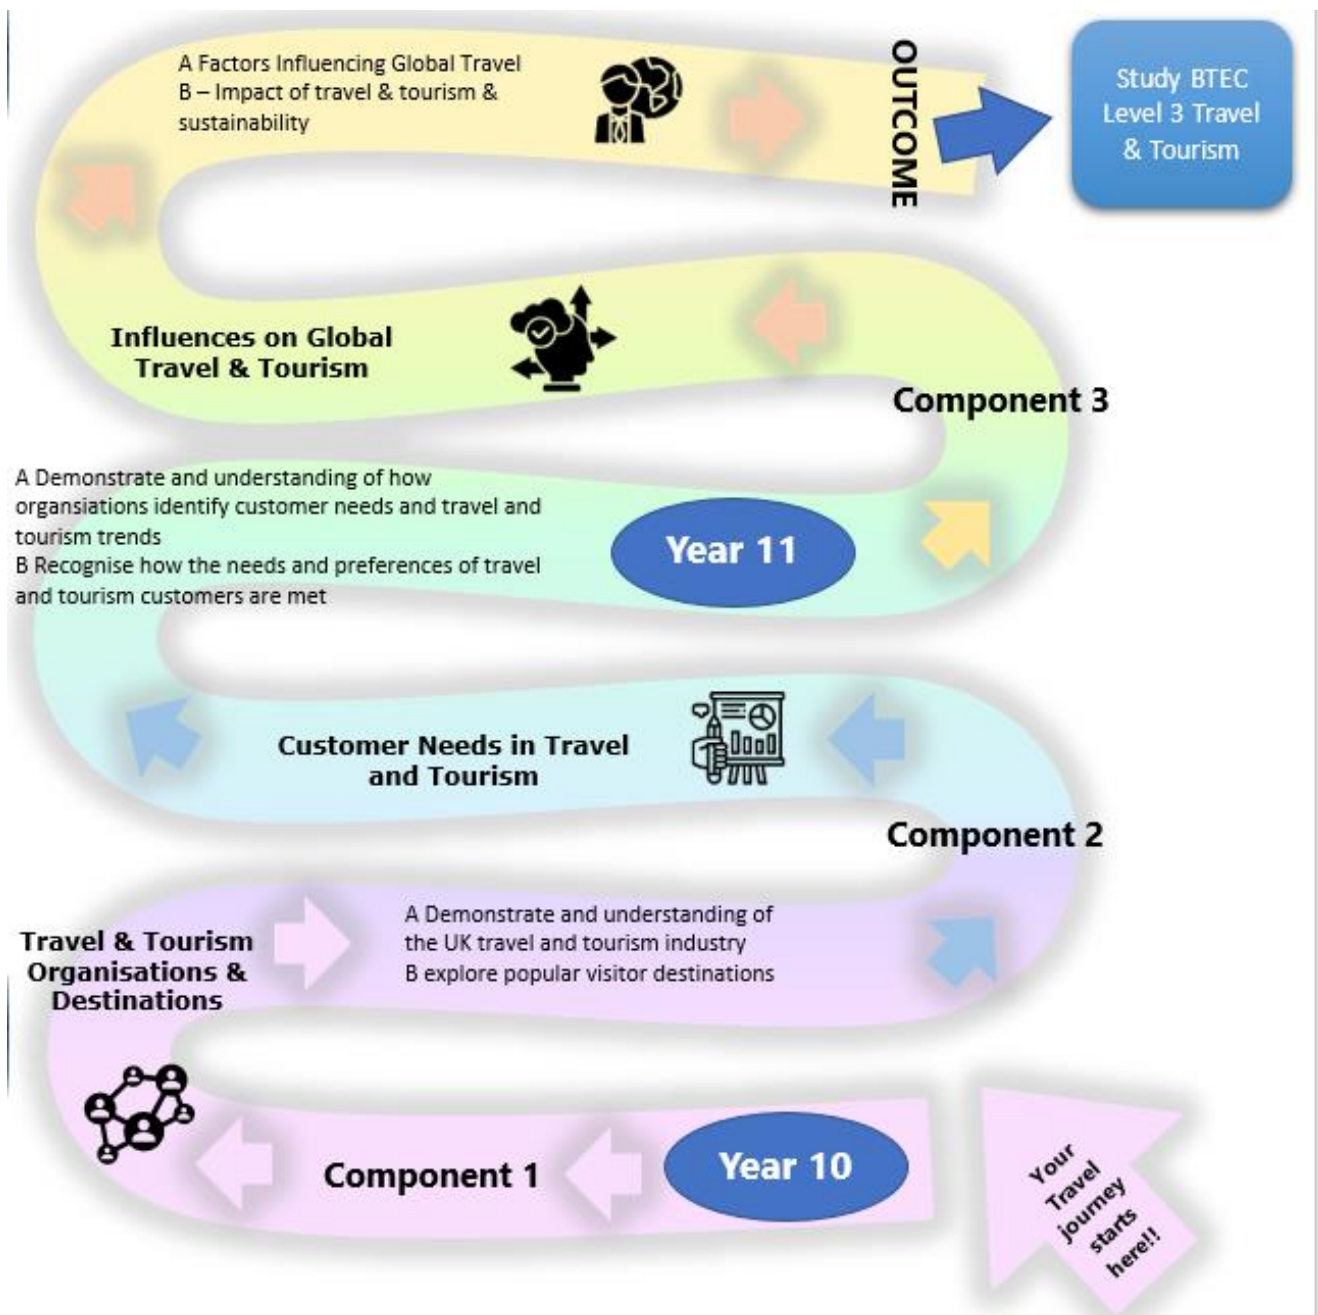 A Factors Influencing Global Travel
B – Impact of travel & tourism &
sustainability
OUTCOME
Study BTEC
Level 3 Travel
& Tourism
Influences on Global
Travel & Tourism
Component 3
A Demonstrate and understanding of how
organsiations identify customer needs and travel and
tourism trends
B Recognise how the needs and preferences of travel
and tourism customers are met
Year 11
Customer Needs in Travel
and Tourism
Component 2
Travel & Tourism
Organisations &
Destinations
A Demonstrate and understanding of
the UK travel and tourism industry
B explore popular visitor destinations
Component 1
Year 10
Your
Travel
journey
starts
here!!